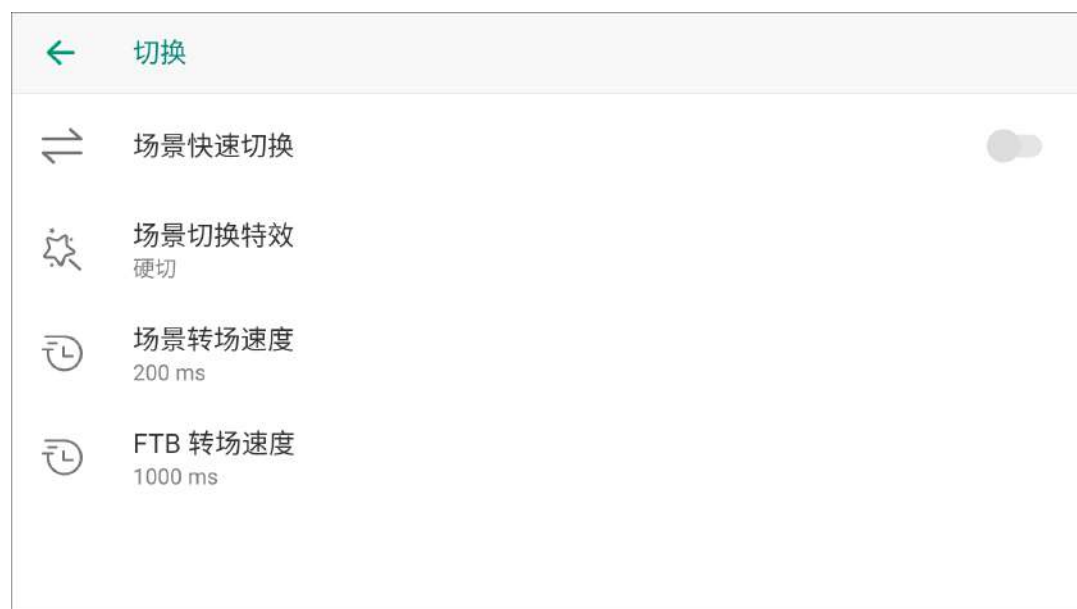 切换
场景快速切换
场景切换特效
硬切
场景转场速度
200 ms
FTB 转场速度
1000 ms